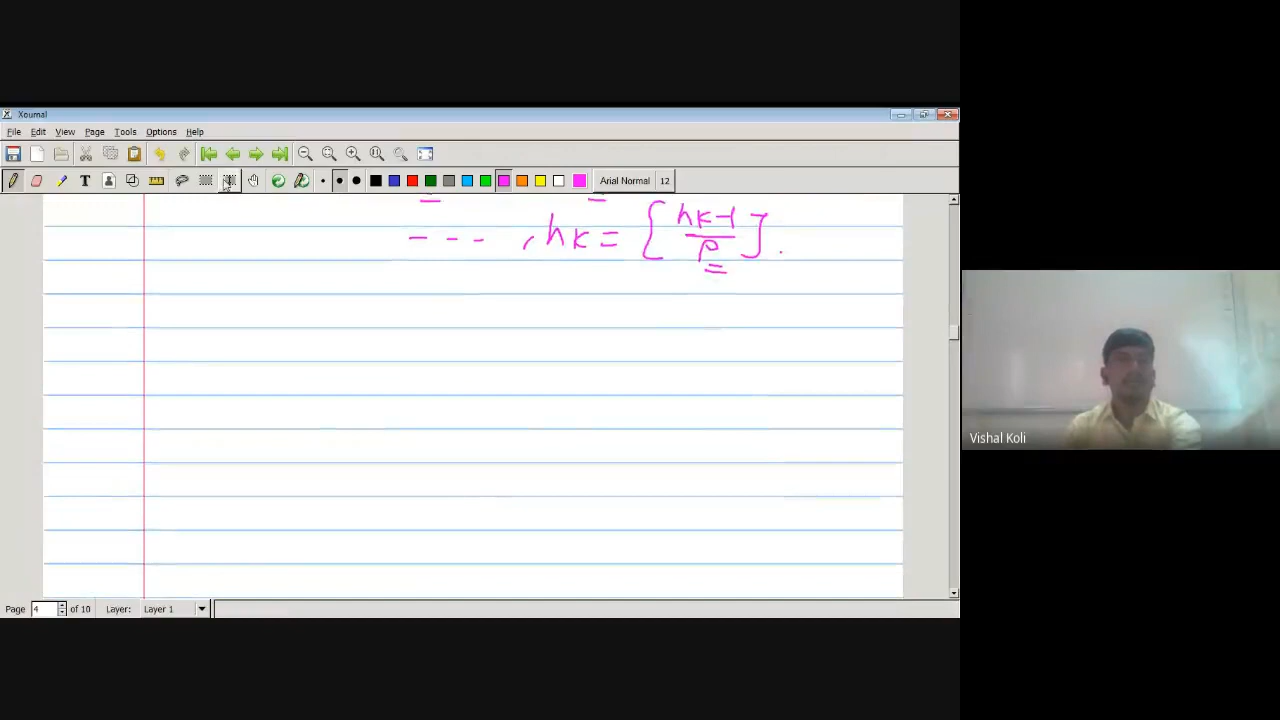 Xournal
File Edit View Page Tools Options Help
T Arial Normal 12
- - - , hk = [ hk-1 / p ] .
Vishal Koli
Page 4 of 10 Layer: Layer 1